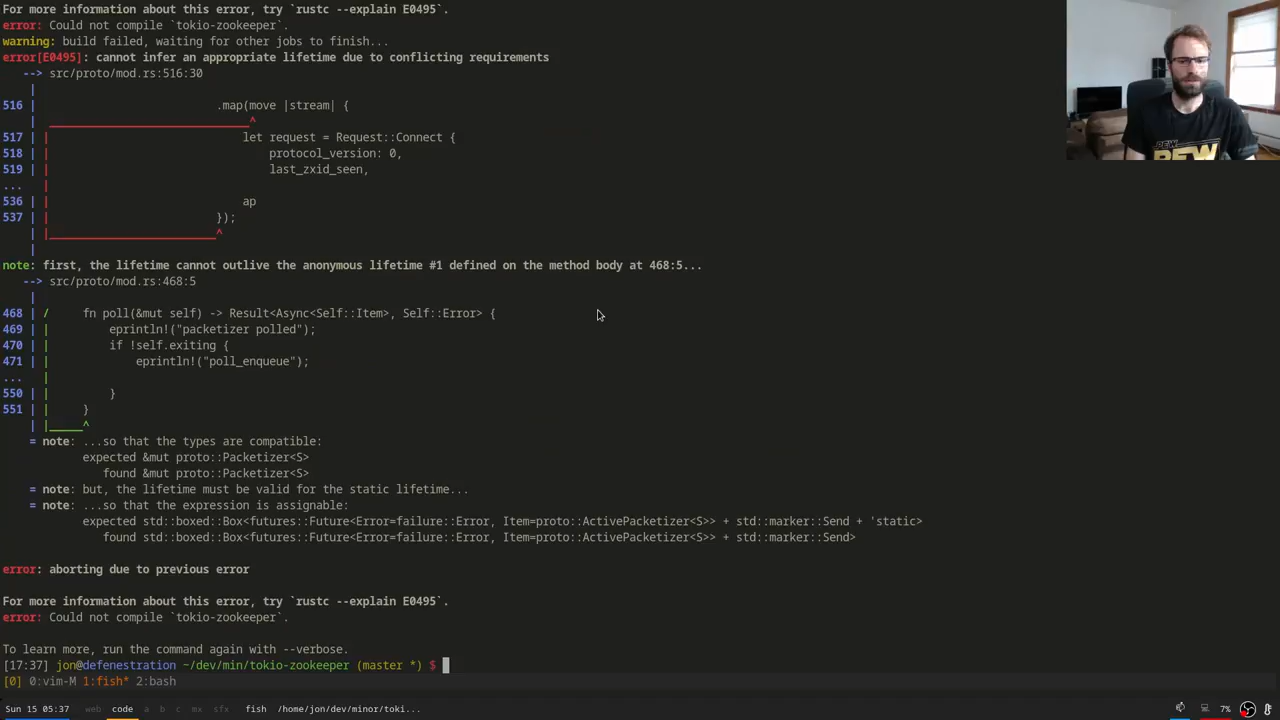 For more information about this error, try `rustc --explain E0495`.
error: Could not compile `tokio-zookeeper`.
warning: build failed, waiting for other jobs to finish...
error[E0495]: cannot infer an appropriate lifetime due to conflicting requirements
--> src/proto/mod.rs:516:30
|
516 | .map(move |stream| {
| ______________________________^
517 | | let request = Request::Connect {
518 | | protocol_version: 0,
519 | | last_zxid_seen,
... |
536 | | ap
537 | | });
| |_________________________^
|
note: first, the lifetime cannot outlive the anonymous lifetime #1 defined on the method body at 468:5...
--> src/proto/mod.rs:468:5
|
468 | / fn poll(&mut self) -> Result<Async<Self::Item>, Self::Error> {
469 | | eprintln!("packetizer polled");
470 | | if !self.exiting {
471 | | eprintln!("poll_enqueue");
... |
550 | | }
551 | | }
| |_____^
= note: ...so that the types are compatible:
expected &mut proto::Packetizer<S>
found &mut proto::Packetizer<S>
= note: but, the lifetime must be valid for the static lifetime...
= note: ...so that the expression is assignable:
expected std::boxed::Box<futures::Future<Error=failure::Error, Item=proto::ActivePacketizer<S>> + std::marker::Send + 'static>
found std::boxed::Box<futures::Future<Error=failure::Error, Item=proto::ActivePacketizer<S>> + std::marker::Send>
error: aborting due to previous error
For more information about this error, try `rustc --explain E0495`.
error: Could not compile `tokio-zookeeper`.
To learn more, run the command again with --verbose.
[17:37] jon@defenestration ~/dev/min/tokio-zookeeper (master *) $
[0] 0:vim-M 1:fish* 2:bash
Sun 15 05:37 web code a b c mx sfx fish /home/jon/dev/minor/toki... 7%
PEW